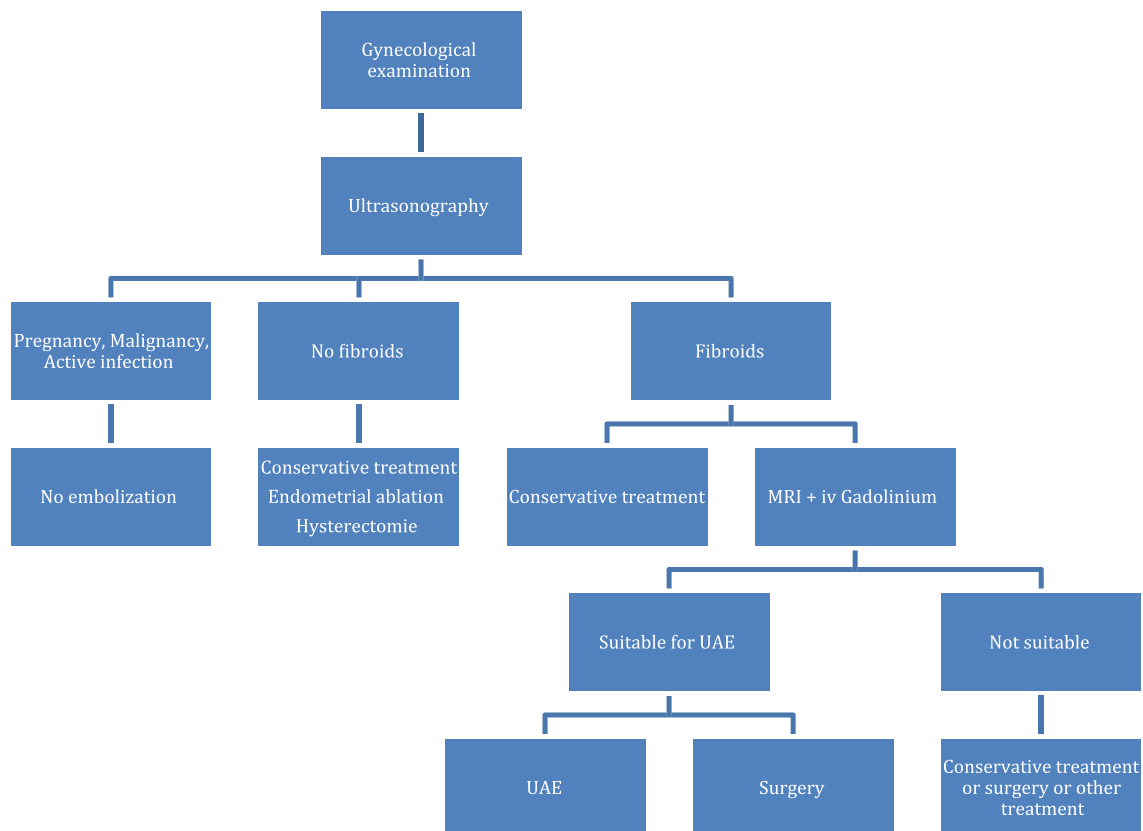 Gynecological
examination
Ultrasonography
Pregnancy, Malignancy,
Active infection
No fibroids
Fibroids
No embolization
Conservative treatment
Endometrial ablation
Hysterectomie
Conservative treatment
MRI + iv Gadolinium
Suitable for UAE
Not suitable
UAE
Surgery
Conservative treatment
or surgery or other
treatment